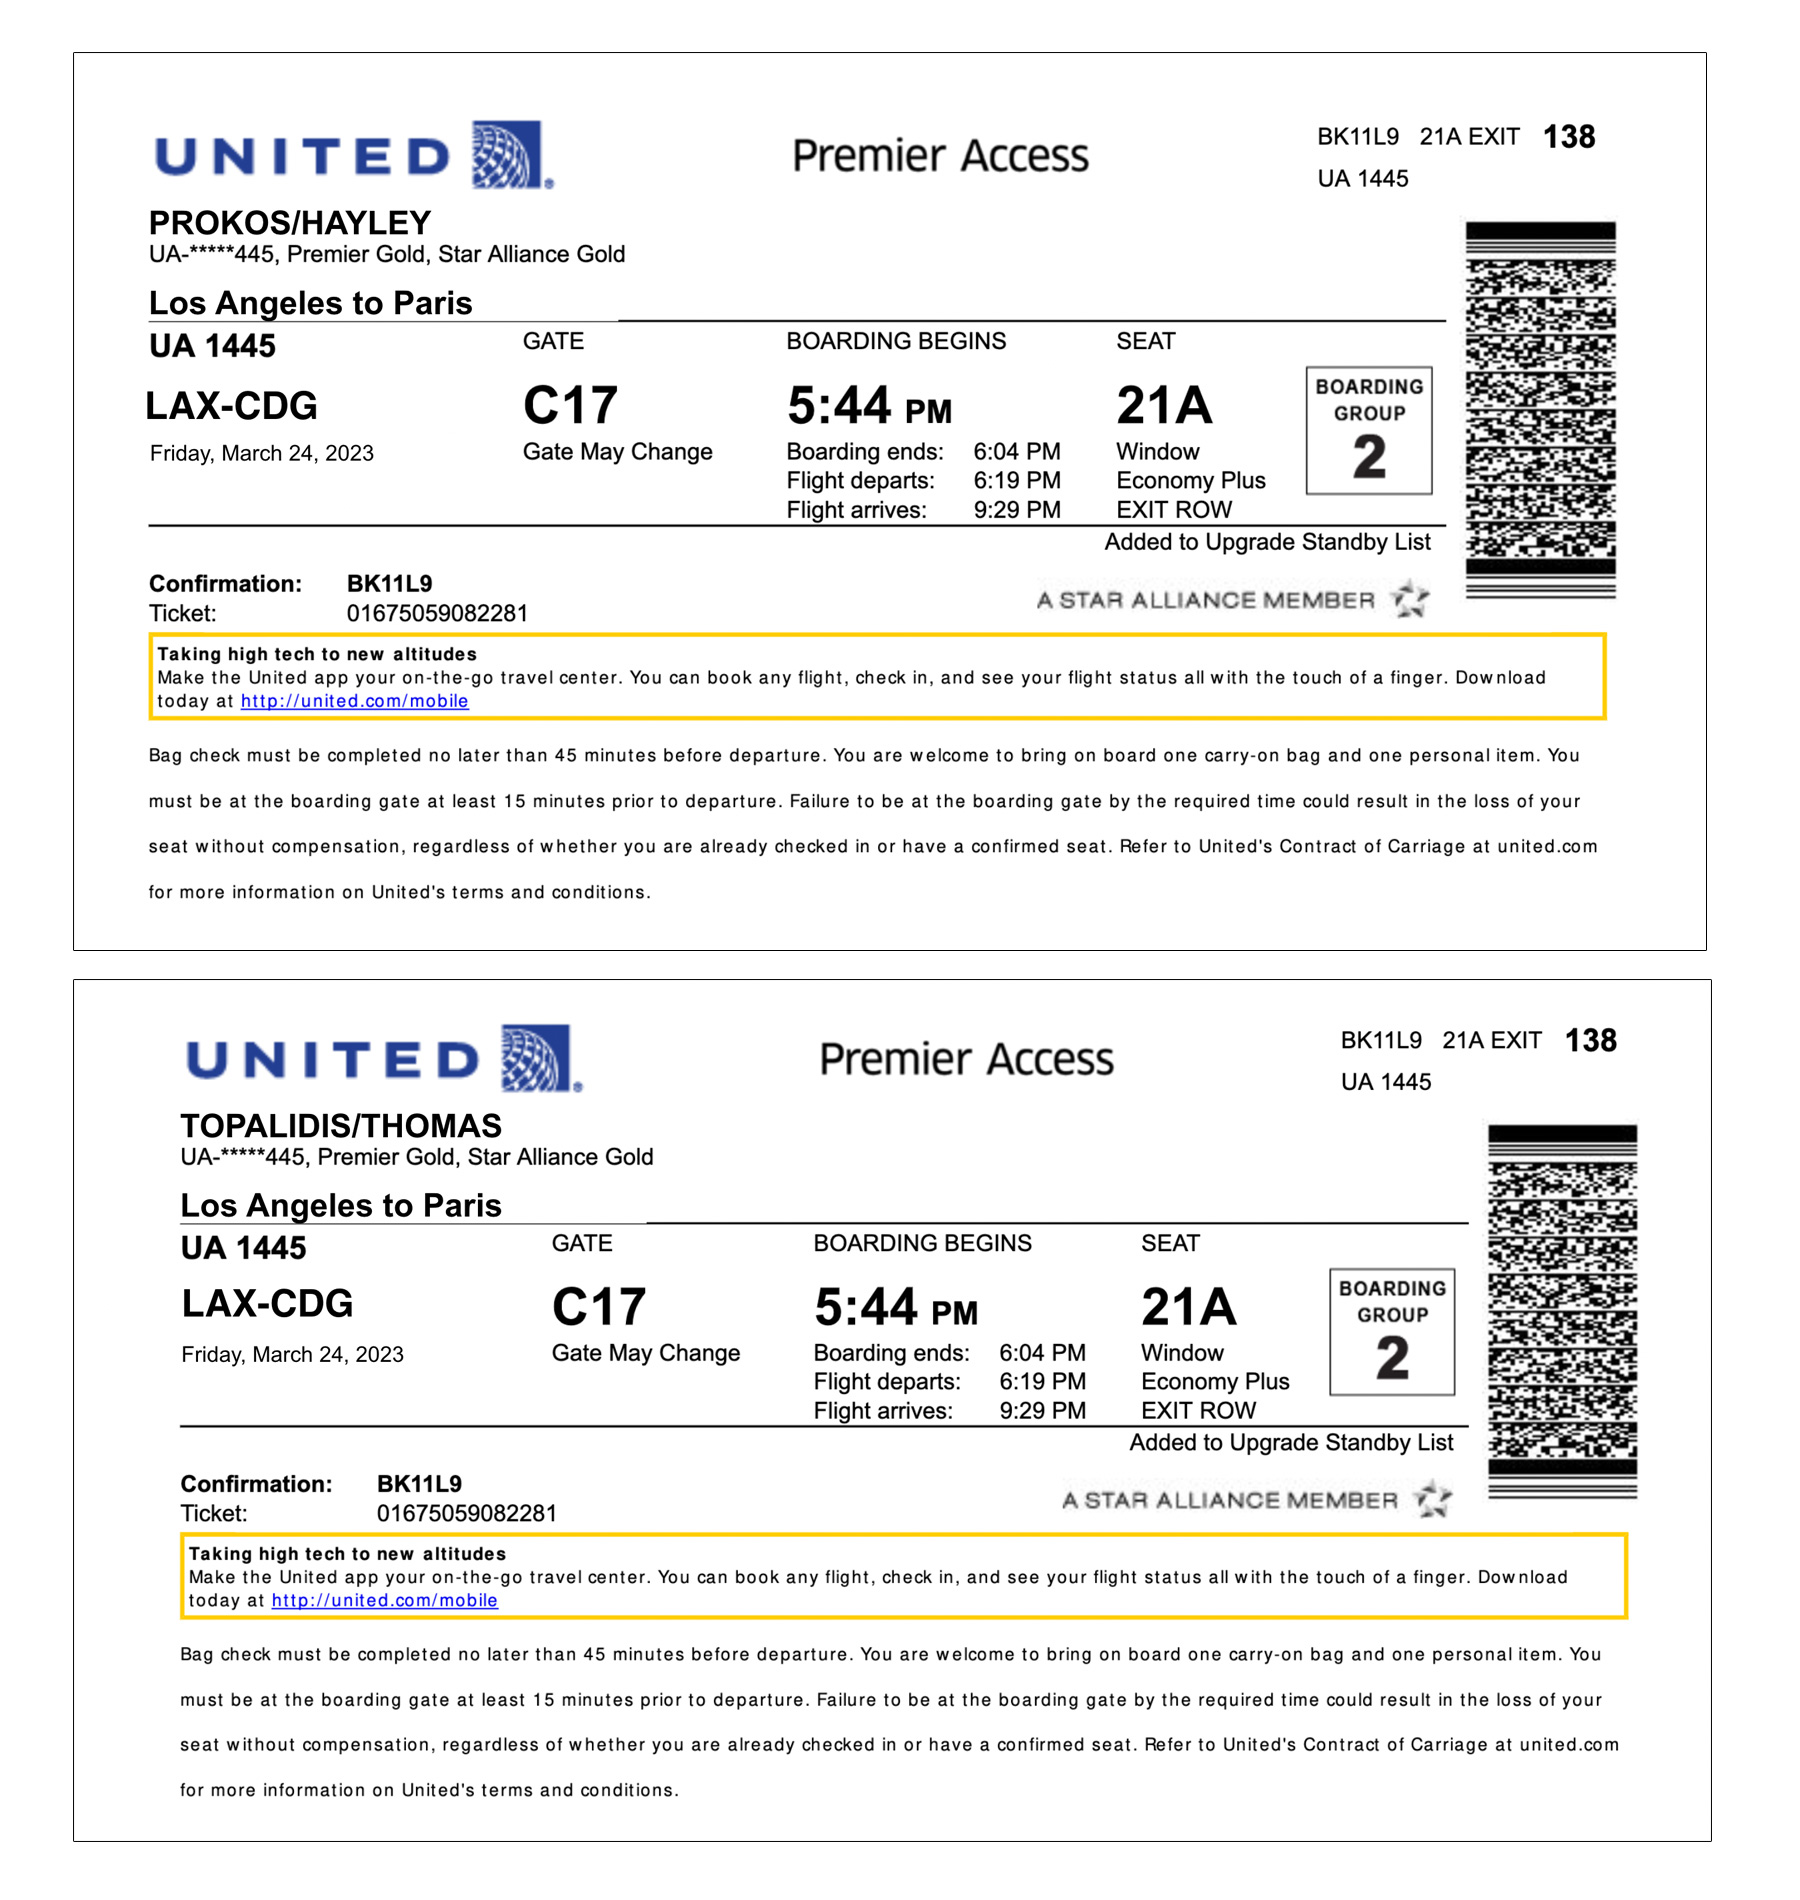 UNITED
Premier Access
BK11L9 21A EXIT 138
UA 1445
PROKOS/HAYLEY
UA-*****445, Premier Gold, Star Alliance Gold
Los Angeles to Paris
UA 1445 GATE BOARDING BEGINS SEAT
LAX-CDG C17 5:44 PM 21A
BOARDING
GROUP
2
Friday, March 24, 2023 Gate May Change Boarding ends: 6:04 PM Window
Flight departs: 6:19 PM Economy Plus
Flight arrives: 9:29 PM EXIT ROW
Added to Upgrade Standby List
Confirmation: BK11L9
Ticket: 01675059082281
A STAR ALLIANCE MEMBER
Taking high tech to new altitudes
Make the United app your on-the-go travel center. You can book any flight, check in, and see your flight status all with the touch of a finger. Download
today at http://united.com/mobile
Bag check must be completed no later than 45 minutes before departure. You are welcome to bring on board one carry-on bag and one personal item. You
must be at the boarding gate at least 15 minutes prior to departure. Failure to be at the boarding gate by the required time could result in the loss of your
seat without compensation, regardless of whether you are already checked in or have a confirmed seat. Refer to United's Contract of Carriage at united.com
for more information on United's terms and conditions.
UNITED
Premier Access
BK11L9 21A EXIT 138
UA 1445
TOPALIDIS/THOMAS
UA-*****445, Premier Gold, Star Alliance Gold
Los Angeles to Paris
UA 1445 GATE BOARDING BEGINS SEAT
LAX-CDG C17 5:44 PM 21A
BOARDING
GROUP
2
Friday, March 24, 2023 Gate May Change Boarding ends: 6:04 PM Window
Flight departs: 6:19 PM Economy Plus
Flight arrives: 9:29 PM EXIT ROW
Added to Upgrade Standby List
Confirmation: BK11L9
Ticket: 01675059082281
A STAR ALLIANCE MEMBER
Taking high tech to new altitudes
Make the United app your on-the-go travel center. You can book any flight, check in, and see your flight status all with the touch of a finger. Download
today at http://united.com/mobile
Bag check must be completed no later than 45 minutes before departure. You are welcome to bring on board one carry-on bag and one personal item. You
must be at the boarding gate at least 15 minutes prior to departure. Failure to be at the boarding gate by the required time could result in the loss of your
seat without compensation, regardless of whether you are already checked in or have a confirmed seat. Refer to United's Contract of Carriage at united.com
for more information on United's terms and conditions.